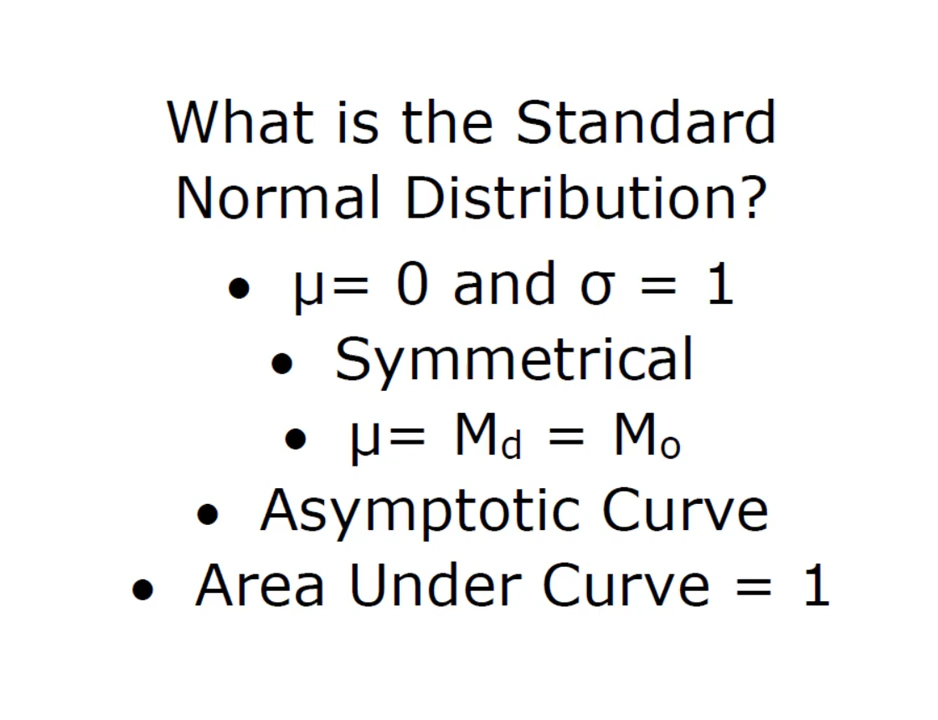 What is the Standard
Normal Distribution?
• μ= 0 and σ = 1
• Symmetrical
• μ= Md = Mo
• Asymptotic Curve
• Area Under Curve = 1